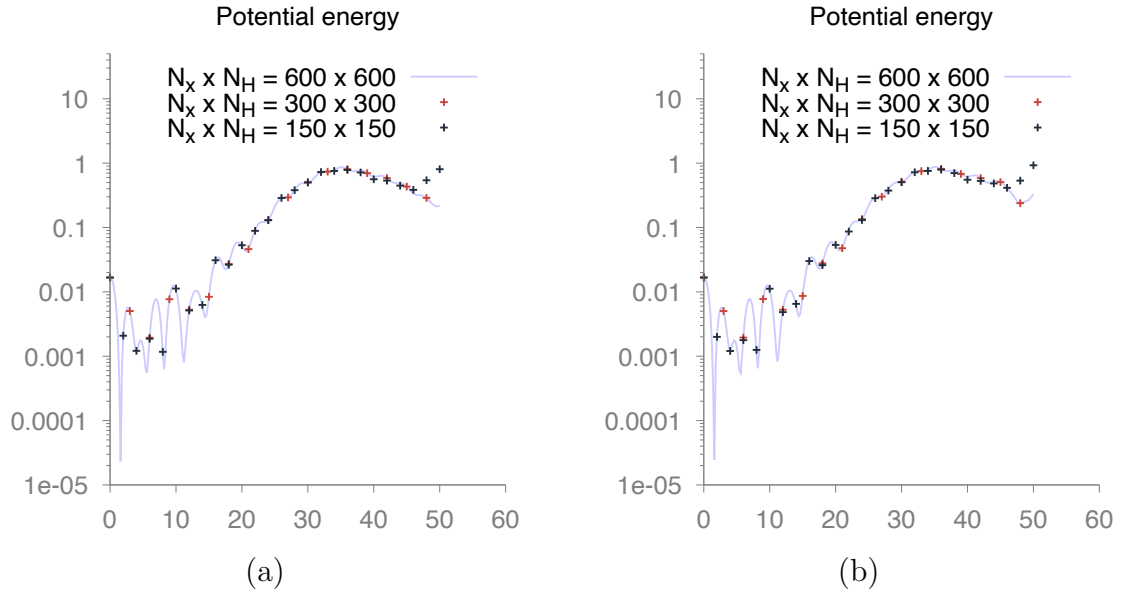 Potential energy
N_x x N_H = 600 x 600
N_x x N_H = 300 x 300
N_x x N_H = 150 x 150
10
1
0.1
0.01
0.001
0.0001
1e-05
0 10 20 30 40 50 60
(a)
Potential energy
N_x x N_H = 600 x 600
N_x x N_H = 300 x 300
N_x x N_H = 150 x 150
10
1
0.1
0.01
0.001
0.0001
1e-05
0 10 20 30 40 50 60
(b)